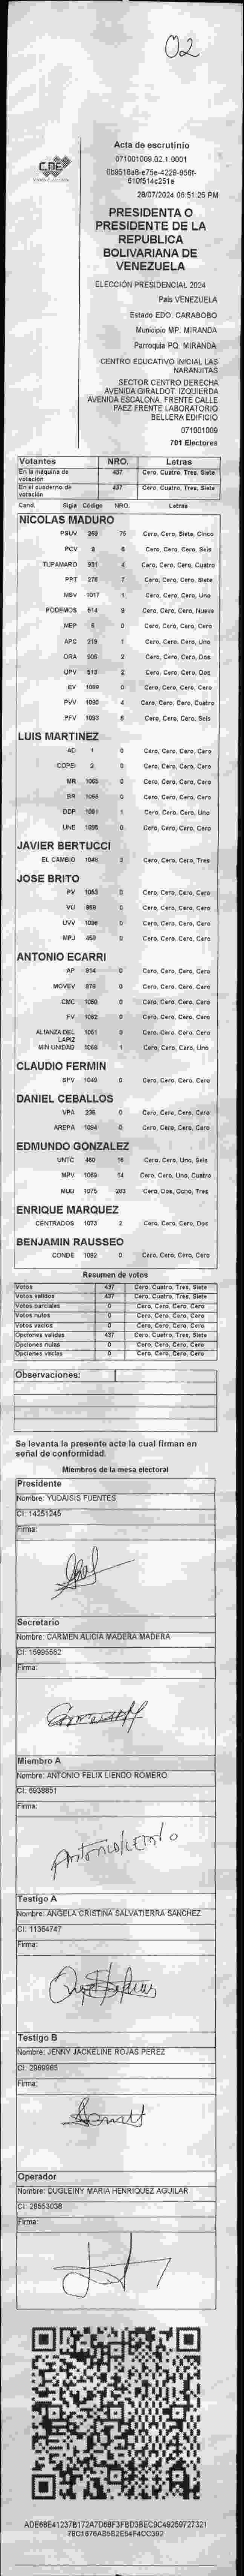 02
CNE
Acta de escrutinio
071001009.02.1.0001
28/07/2024 06:51:25 PM
PRESIDENTA O
PRESIDENTE DE LA
REPUBLICA
BOLIVARIANA DE
VENEZUELA
ELECCIÓN PRESIDENCIAL 2024
País VENEZUELA
Estado EDO. CARABOBO
Municipio MP. MIRANDA
Parroquia PQ. MIRANDA
CENTRO EDUCATIVO INICIAL LAS
NARANJITAS
SECTOR CENTRO DERECHA
AVENIDA GIRALDOT. IZQUIERDA
AVENIDA ESCALONA. FRENTE CALLE
PAEZ FRENTE LABORATORIO
BELLERA EDIFICIO
071001009
701 Electores
Votantes NRO. Letras
En la máquina de votación: 437 Cero, Cuatro, Tres, Siete
En el cuaderno de votación: 437 Cero, Cuatro, Tres, Siete
Cand. Sigla Código NRO. Letras
NICOLAS MADURO
PSUV 269 75 Cero, Cero, Siete, Cinco
PCV 8 6 Cero, Cero, Cero, Seis
TUPAMARO 931 4 Cero, Cero, Cero, Cuatro
PPT 278 7 Cero, Cero, Cero, Siete
MSV 1017 1 Cero, Cero, Cero, Uno
PODEMOS 514 9 Cero, Cero, Cero, Nueve
MEP 5 0 Cero, Cero, Cero, Cero
APC 219 1 Cero, Cero, Cero, Uno
ORA 906 2 Cero, Cero, Cero, Dos
UPV 513 2 Cero, Cero, Cero, Dos
EV 1099 0 Cero, Cero, Cero, Cero
PVV 1090 4 Cero, Cero, Cero, Cuatro
PFV 1093 6 Cero, Cero, Cero, Seis
LUIS MARTINEZ
AD 1 0 Cero, Cero, Cero, Cero
COPEI 2 0 Cero, Cero, Cero, Cero
MR 1065 0 Cero, Cero, Cero, Cero
BR 1068 0 Cero, Cero, Cero, Cero
DDP 1081 1 Cero, Cero, Cero, Uno
UNE 1098 0 Cero, Cero, Cero, Cero
JAVIER BERTUCCI
EL CAMBIO 1048 3 Cero, Cero, Cero, Tres
JOSE BRITO
PV 1053 0 Cero, Cero, Cero, Cero
VU 868 0 Cero, Cero, Cero, Cero
UVV 1096 0 Cero, Cero, Cero, Cero
MPJ 458 0 Cero, Cero, Cero, Cero
ANTONIO ECARRI
AP 914 0 Cero, Cero, Cero, Cero
MOVEV 878 0 Cero, Cero, Cero, Cero
CMC 1050 0 Cero, Cero, Cero, Cero
FV 1062 0 Cero, Cero, Cero, Cero
ALIANZA DEL LAPIZ 1051 0 Cero, Cero, Cero, Cero
MIN UNIDAD 1066 1 Cero, Cero, Cero, Uno
CLAUDIO FERMIN
SPV 1049 0 Cero, Cero, Cero, Cero
DANIEL CEBALLOS
VPA 236 0 Cero, Cero, Cero, Cero
AREPA 1094 0 Cero, Cero, Cero, Cero
EDMUNDO GONZALEZ
UNTC 460 16 Cero, Cero, Uno, Seis
MPV 1069 14 Cero, Cero, Uno, Cuatro
MUD 1075 283 Cero, Dos, Ocho, Tres
ENRIQUE MARQUEZ
CENTRADOS 1073 2 Cero, Cero, Cero, Dos
BENJAMIN RAUSSEO
CONDE 1082 0 Cero, Cero, Cero, Cero
Resumen de votos
Votos 437 Cero, Cuatro, Tres, Siete
Votos validos 437 Cero, Cuatro, Tres, Siete
Votos parciales 0 Cero, Cero, Cero, Cero
Votos nulos 0 Cero, Cero, Cero, Cero
Votos vacios 0 Cero, Cero, Cero, Cero
Opciones validas 437 Cero, Cuatro, Tres, Siete
Opciones nulas 0 Cero, Cero, Cero, Cero
Opciones vacias 0 Cero, Cero, Cero, Cero
Observaciones:
Se levanta la presente acta la cual firman en
señal de conformidad.
Miembros de la mesa electoral
Presidente
Nombre: YUDAISIS FUENTES
CI: 14251245
Firma:
Secretario
Nombre: CARMEN ALICIA MADERA MADERA
CI: 15995562
Firma:
Miembro A
Nombre: ANTONIO FELIX LIENDO ROMERO
CI: 6938651
Firma:
Antonio Liendo
Testigo A
Nombre: ANGELA CRISTINA SALVATIERRA SANCHEZ
CI: 11364747
Firma:
Testigo B
Nombre: JENNY JACKELINE ROJAS PEREZ
CI: 2969965
Firma:
Operador
Nombre: DUGLEINY MARIA HENRIQUEZ AGUILAR
CI: 28553038
Firma:
ADE68E41237B172A7D68F3FBD3BEC9C49259727321
78C1676AB5B2E54F4CC392